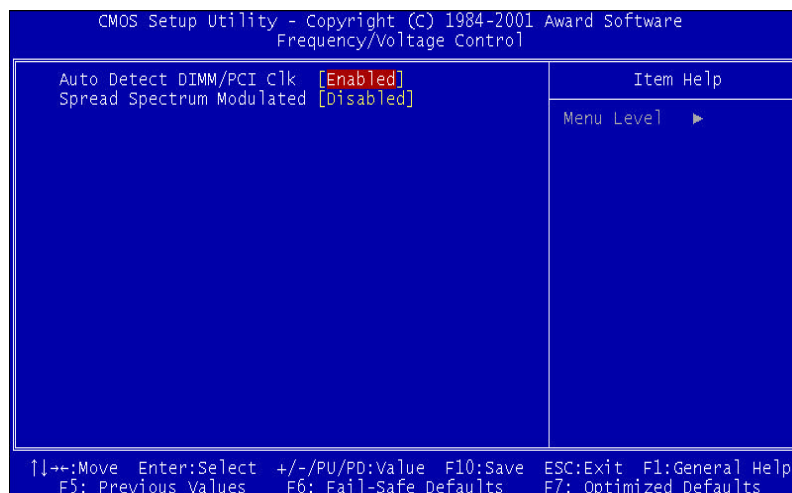 CMOS Setup Utility - Copyright (C) 1984-2001 Award Software
Frequency/Voltage Control
Auto Detect DIMM/PCI Clk [Enabled]
Spread Spectrum Modulated [Disabled]
Item Help
Menu Level ►
↑↓→←:Move Enter:Select +/-/PU/PD:Value F10:Save ESC:Exit F1:General Help
F5: Previous Values F6: Fail-Safe Defaults F7: Optimized Defaults